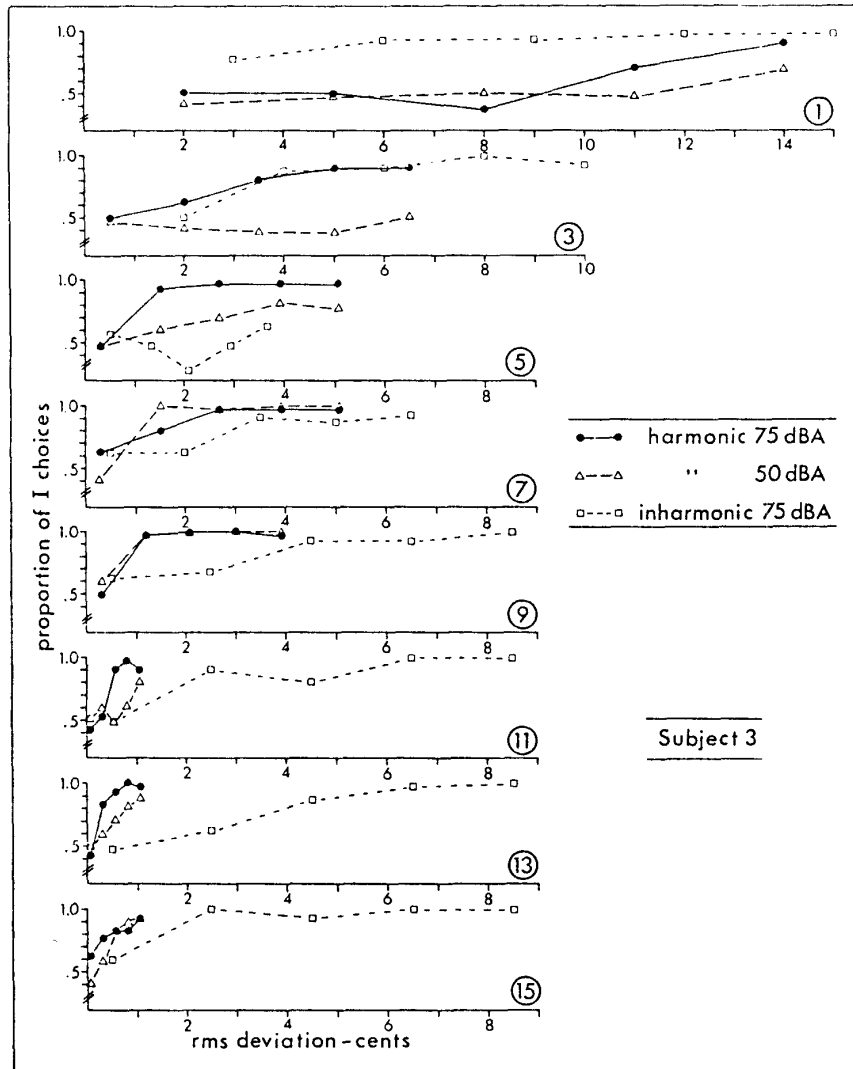 1.0
.5
2 4 6 8 10 12 14
①
1.0
.5
2 4 6 8 10
③
1.0
.5
2 4 6 8
⑤
1.0
.5
2 4 6 8
⑦
harmonic 75 dBA
" 50 dBA
inharmonic 75 dBA
1.0
.5
2 4 6 8
⑨
1.0
.5
2 4 6 8
⑪
Subject 3
1.0
.5
2 4 6 8
⑬
1.0
.5
2 4 6 8
⑮
proportion of I choices
rms deviation-cents